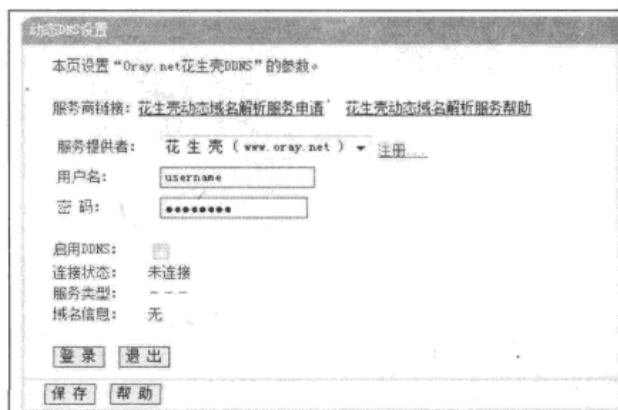 动态DNS设置
本页设置“Oray.net花生壳DDNS”的参数。
服务商链接: 花生壳动态域名解析服务申请 花生壳动态域名解析服务帮助
服务提供者: 花 生 壳 ( www.oray.net ) 注册...
用户名: username
密 码: ●●●●●●●●
启用DDNS:
连接状态: 未连接
服务类型: ---
域名信息: 无
登 录 退 出
保 存 帮 助